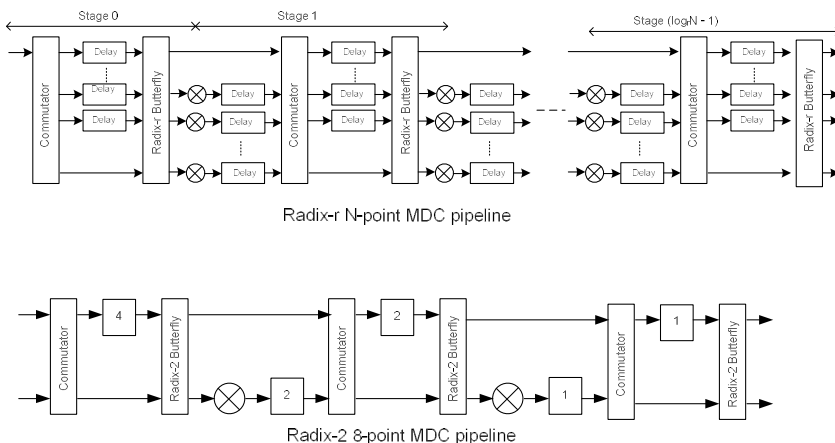 Stage 0
Stage 1
Stage (log N - 1)
r
Commutator
Delay
Delay
Delay
Radix-r Butterfly
Delay
Delay
Delay
Commutator
Delay
Delay
Delay
Radix-r Butterfly
Delay
Delay
Delay
Delay
Delay
Delay
Commutator
Delay
Delay
Delay
Radix-r Butterfly
Radix-r N-point MDC pipeline
Commutator
4
Radix-2 Butterfly
2
Commutator
2
Radix-2 Butterfly
1
Commutator
1
Radix-2 Butterfly
Radix-2 8-point MDC pipeline